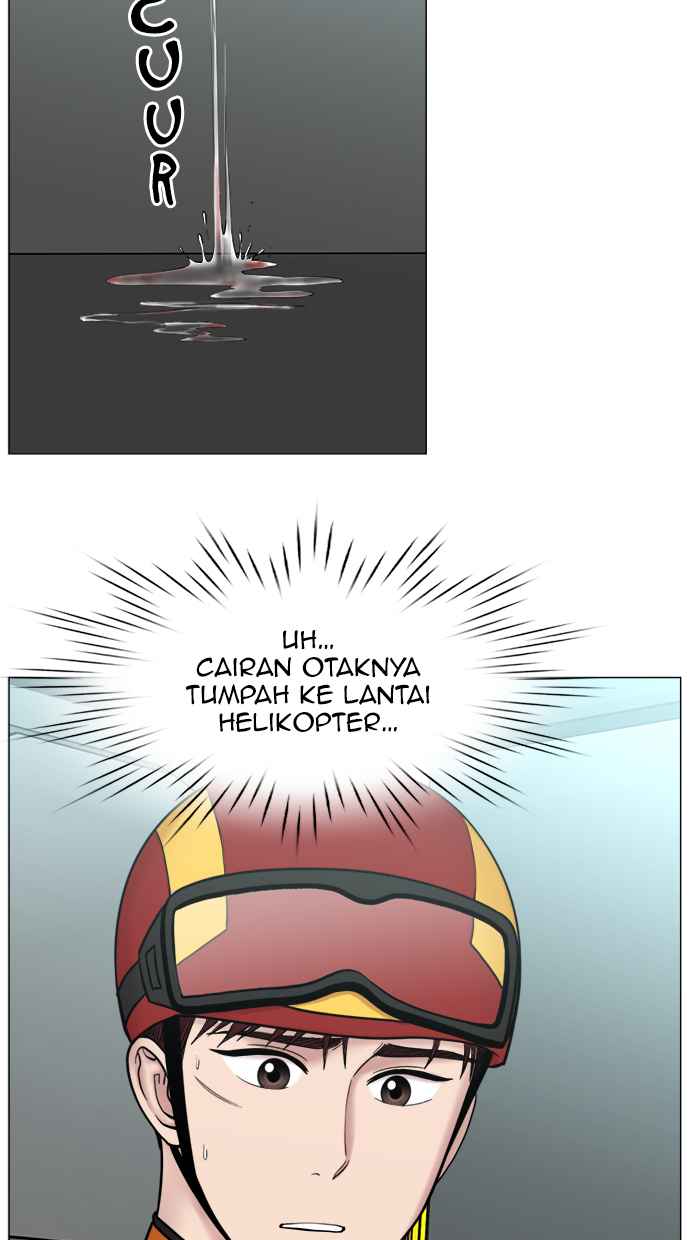 CUUR
UH...
CAIRAN OTAKNYA
TUMPAH KE LANTAI
HELIKOPTER...